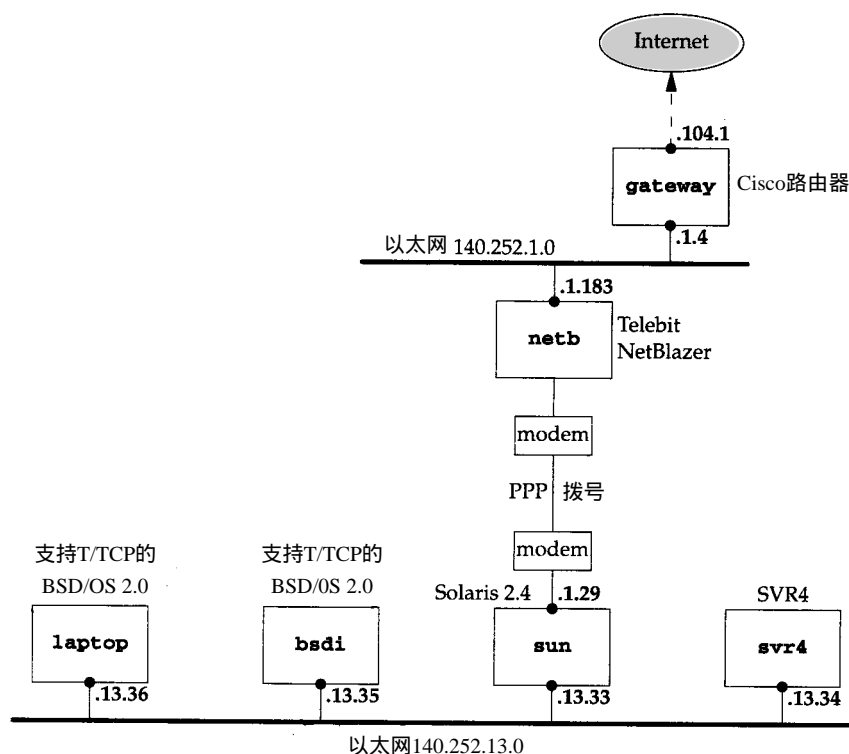 Internet
.104.1
gateway
Cisco路由器
.1.4
以太网 140.252.1.0
.1.183
netb
Telebit
NetBlazer
modem
PPP 拨号
modem
支持T/TCP的
BSD/OS 2.0
支持T/TCP的
BSD/0S 2.0
Solaris 2.4
.1.29
SVR4
laptop
bsdi
sun
svr4
.13.36
.13.35
.13.33
.13.34
以太网140.252.13.0